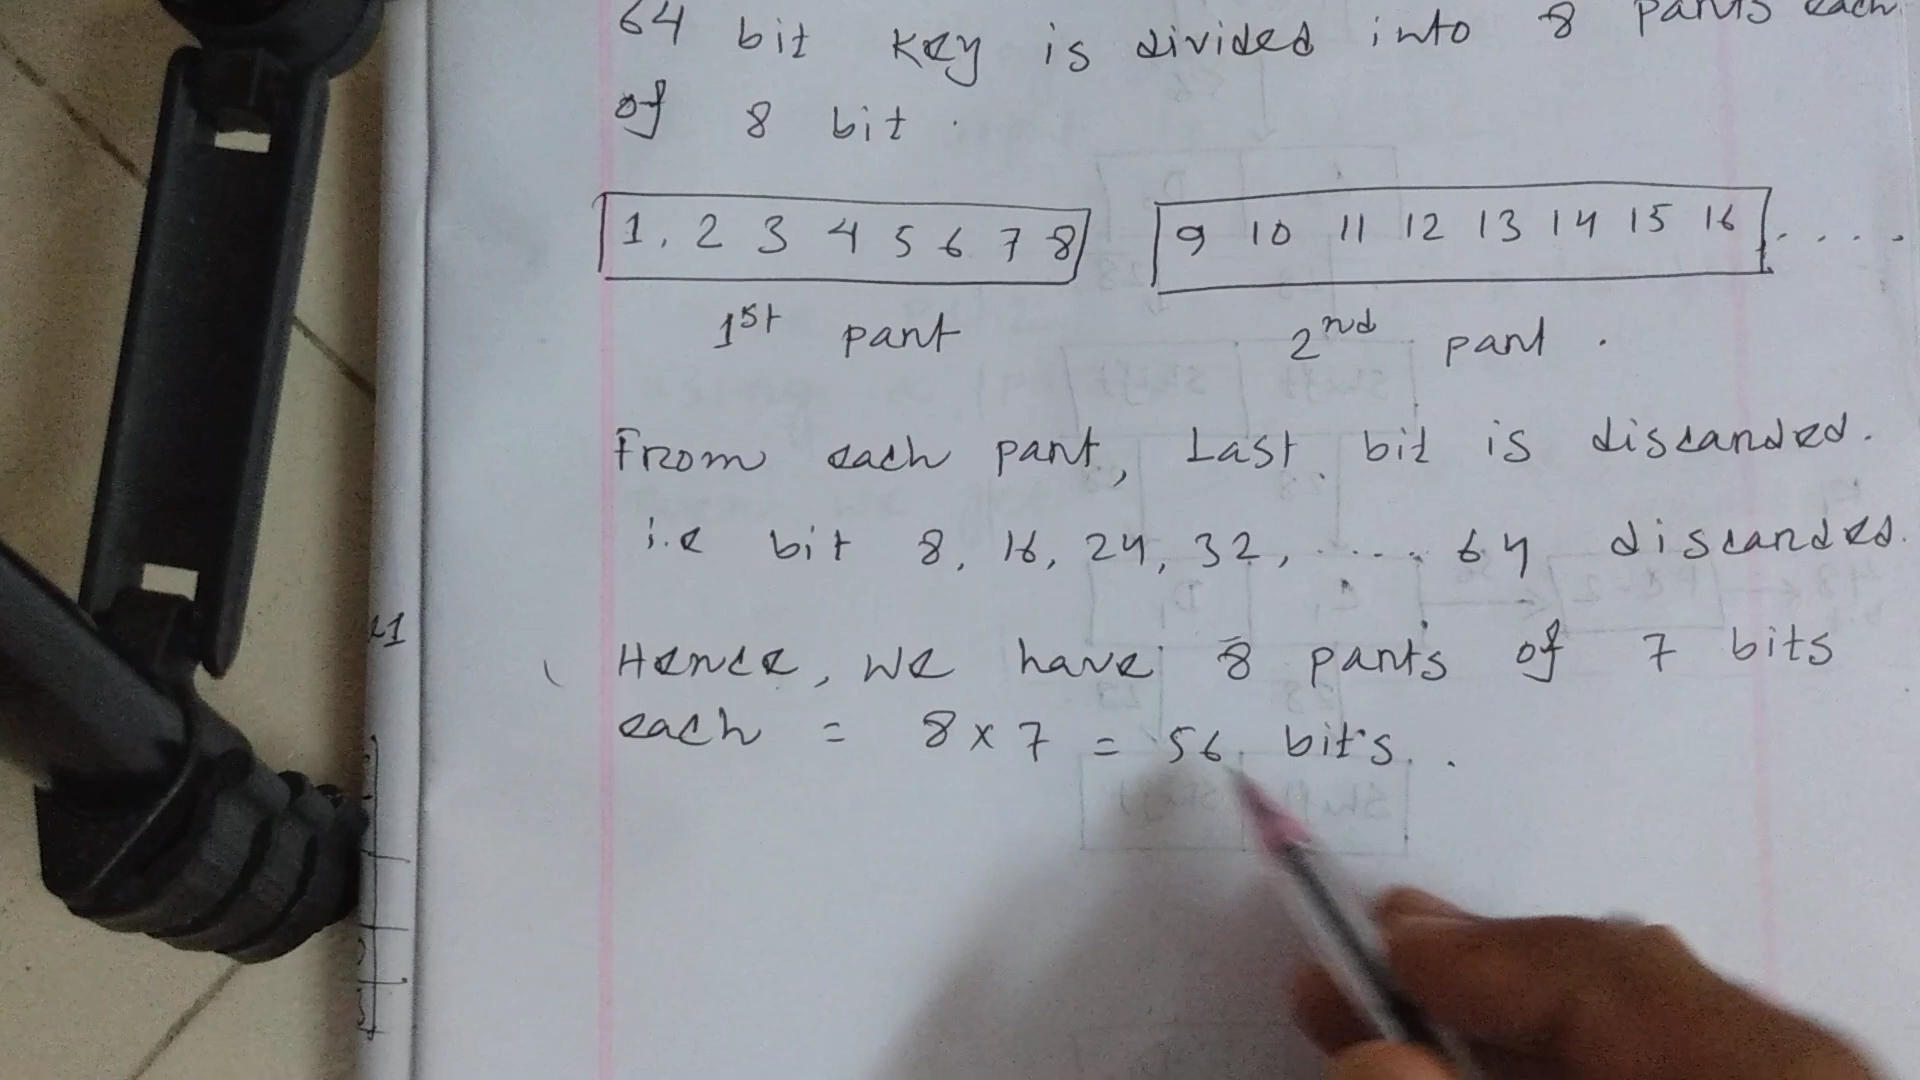 64 bit key is divided into 8 parts each
of 8 bit.
1, 2 3 4 5 6 7 8 9 10 11 12 13 14 15 16 ....
1st part 2nd part.
From each part, Last bit is discarded.
i.e bit 8, 16, 24, 32, .... 64 discarded.
Hence, we have 8 parts of 7 bits
each = 8 x 7 = 56 bits.